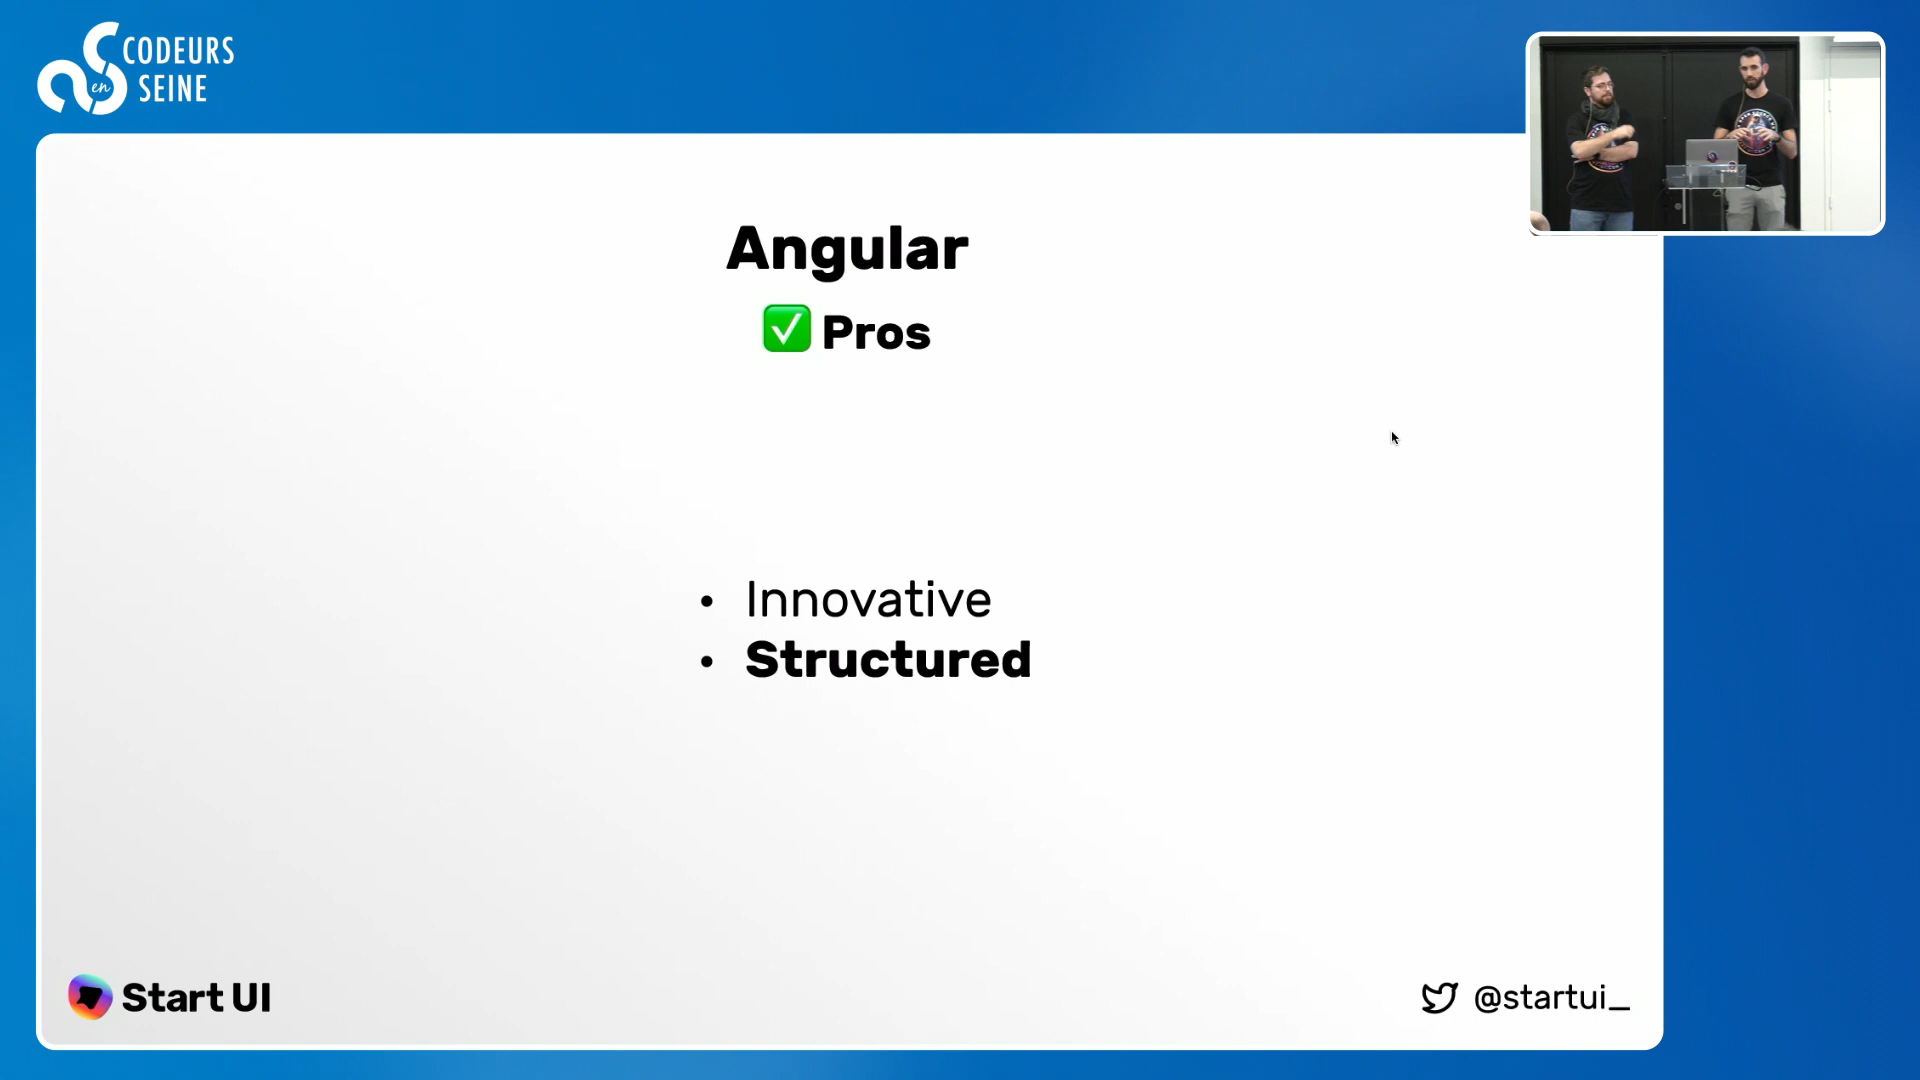 CODEURS
en
SEINE
Angular
✅ Pros
• Innovative
• Structured
Start UI
@startui_